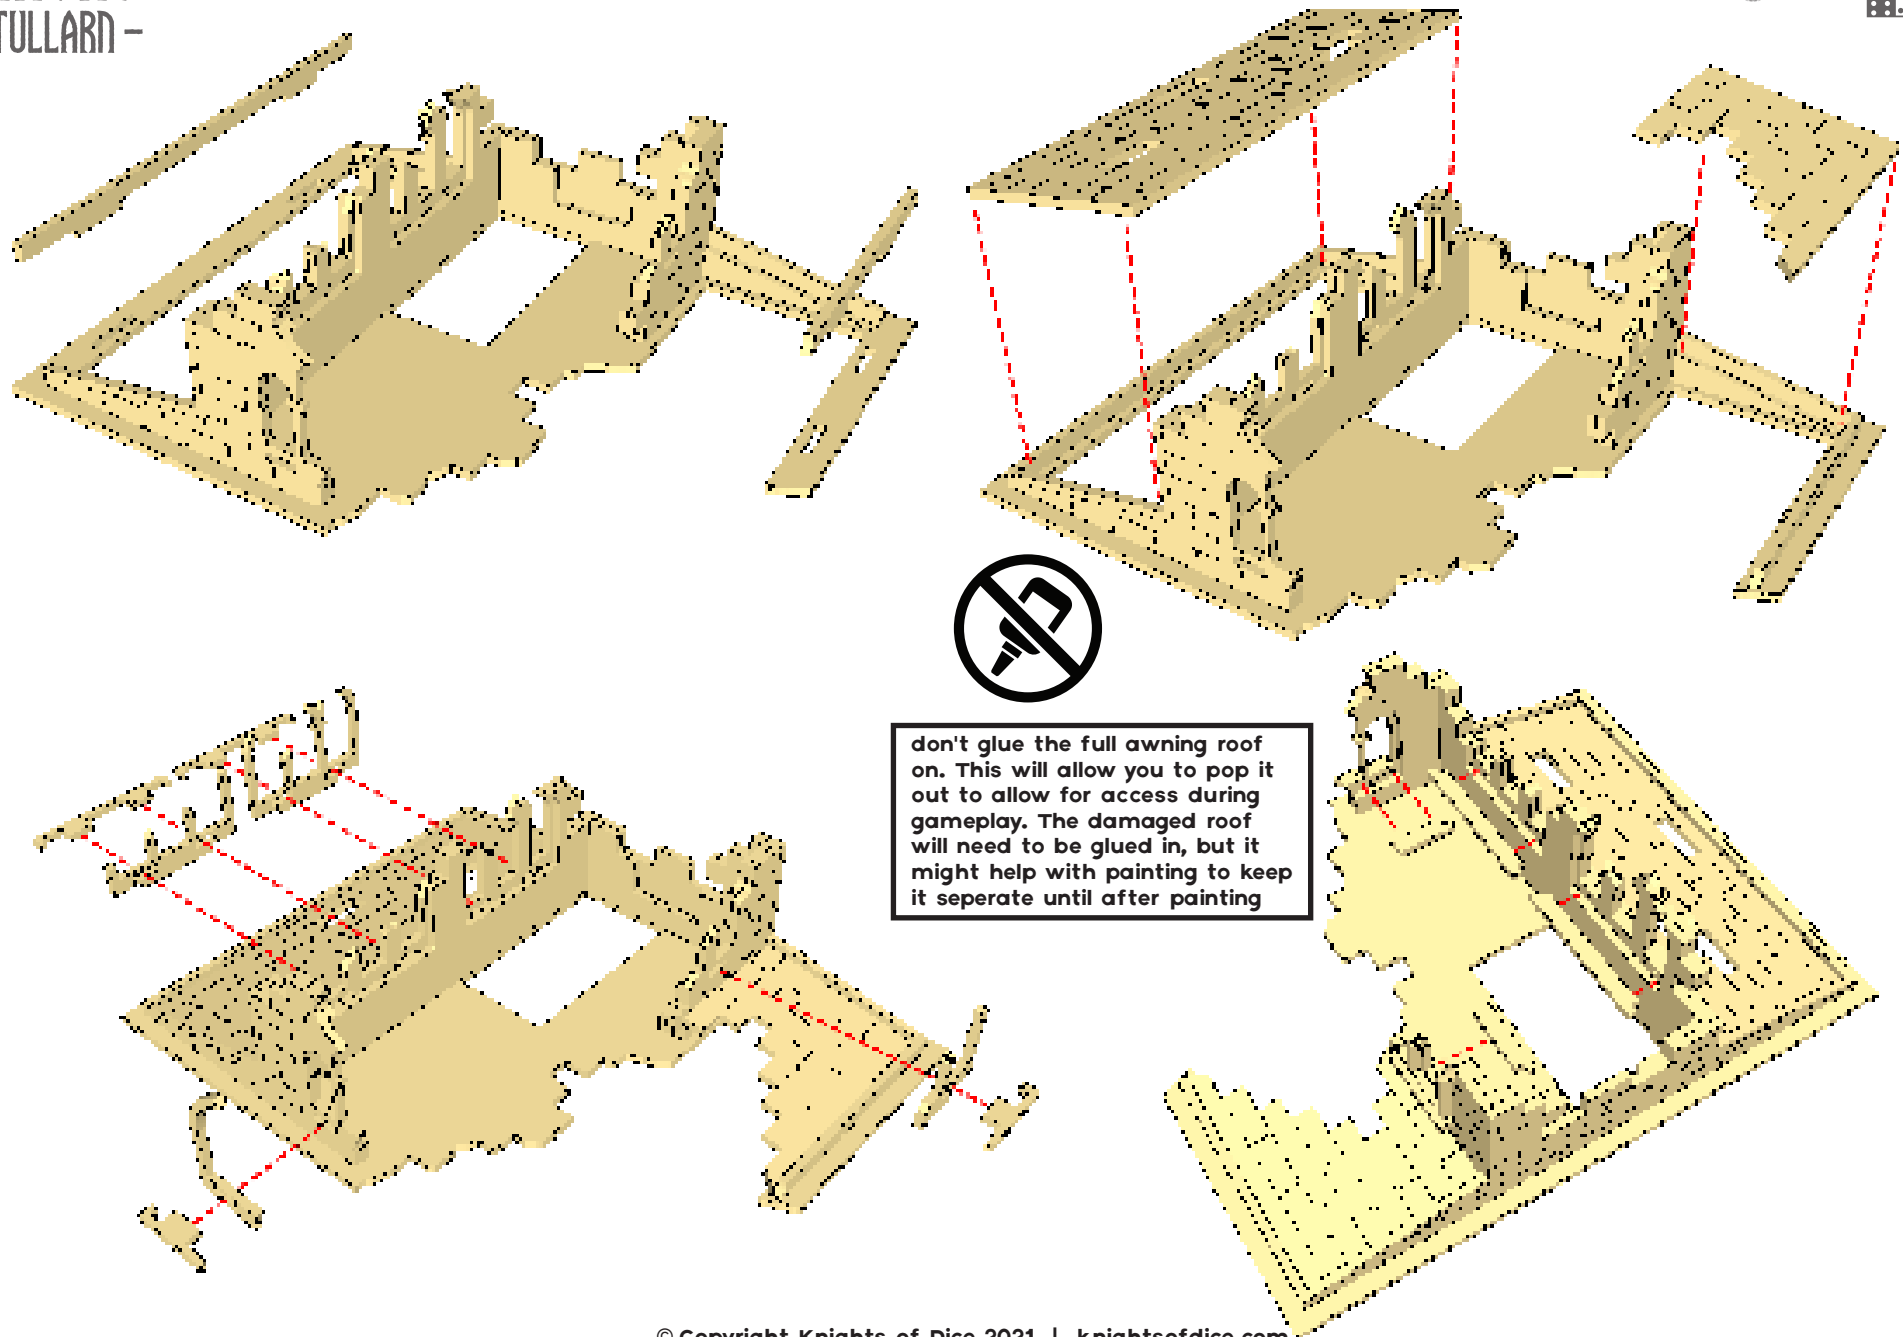 TULLARN -
don't glue the full awning roof
on. This will allow you to pop it
out to allow for access during
gameplay. The damaged roof
will need to be glued in, but it
might help with painting to keep
it seperate until after painting
© Copyright Knights of Dice 2021 | knightsofdice.com